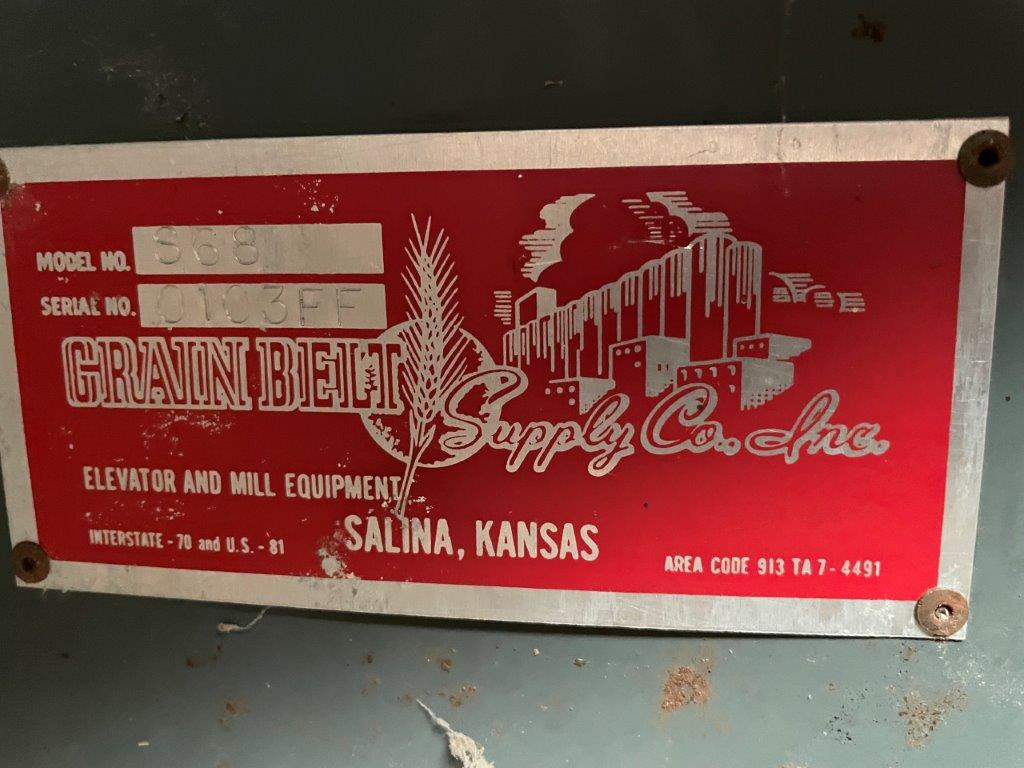 MODEL NO. S68
SERIAL NO. 0103FF
GRAIN BELT Supply Co., Inc.
ELEVATOR AND MILL EQUIPMENT
SALINA, KANSAS
INTERSTATE - 70 and U.S. - 81
AREA CODE 913 TA 7 - 4491